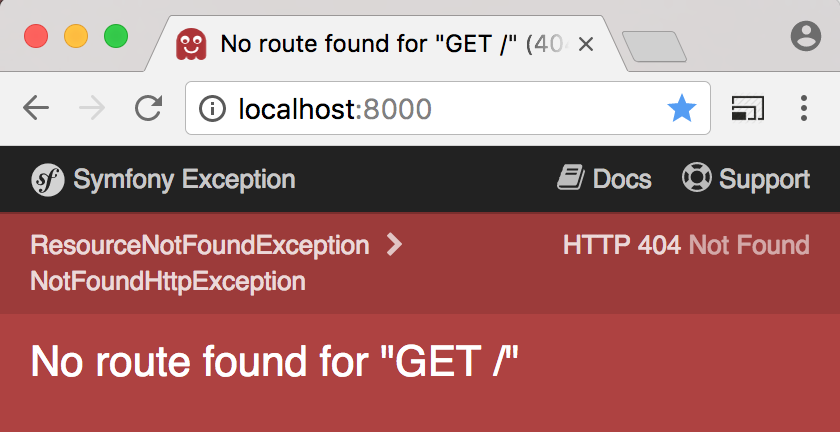 No route found for "GET /" (40
localhost:8000
Symfony Exception Docs Support
ResourceNotFoundException HTTP 404 Not Found
NotFoundHttpException
No route found for "GET /"